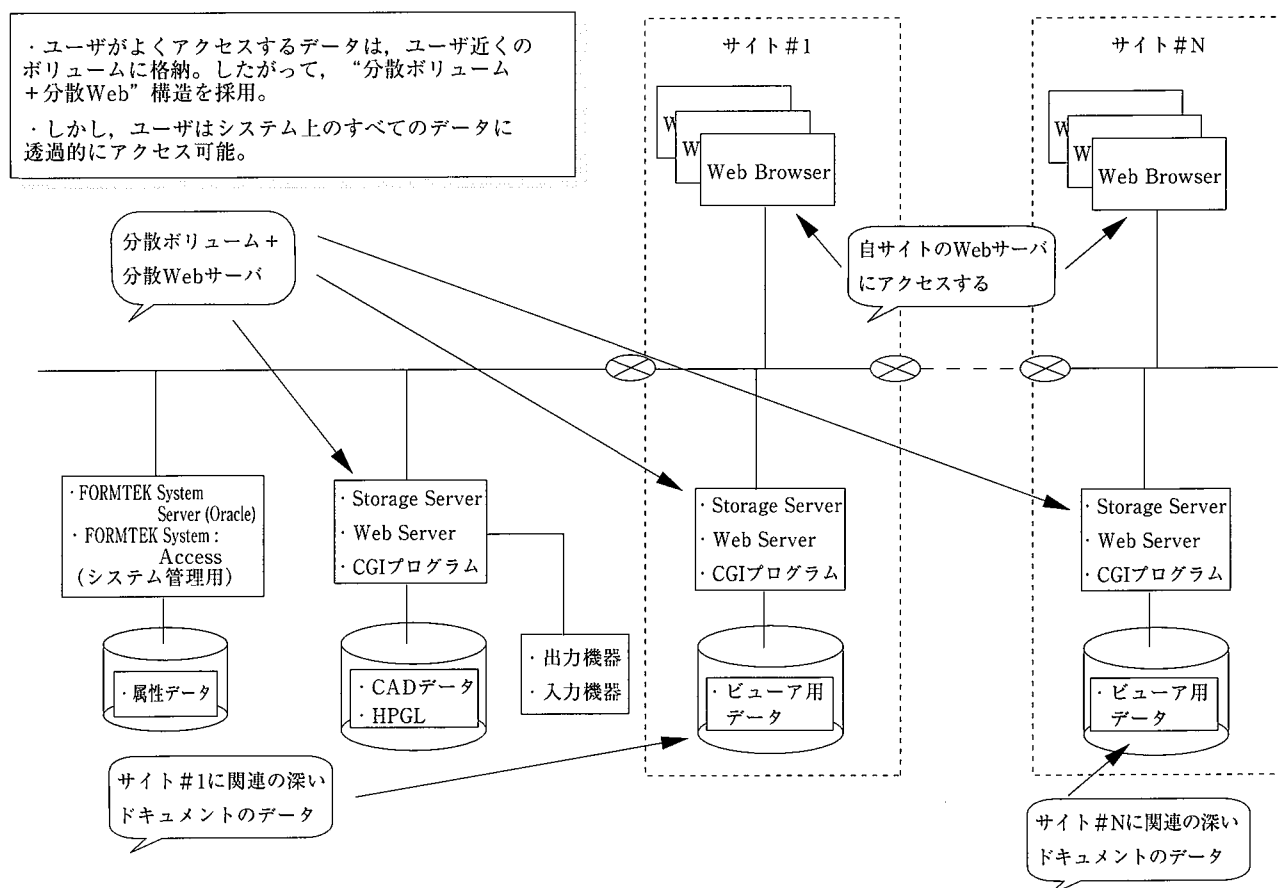 ・ユーザがよくアクセスするデータは，ユーザ近くの
ボリュームに格納。したがって，“分散ボリューム
＋分散Web”構造を採用。
・しかし，ユーザはシステム上のすべてのデータに
透過的にアクセス可能。
サイト#1
サイト#N
W
W
Web Browser
W
W
Web Browser
分散ボリューム＋
分散Webサーバ
自サイトのWebサーバ
にアクセスする
・FORMTEK System
Server (Oracle)
・FORMTEK System：
Access
（システム管理用）
・Storage Server
・Web Server
・CGIプログラム
・Storage Server
・Web Server
・CGIプログラム
・Storage Server
・Web Server
・CGIプログラム
・属性データ
・CADデータ
・HPGL
・出力機器
・入力機器
・ビューア用
データ
・ビューア用
データ
サイト#1に関連の深い
ドキュメントのデータ
サイト#Nに関連の深い
ドキュメントのデータ